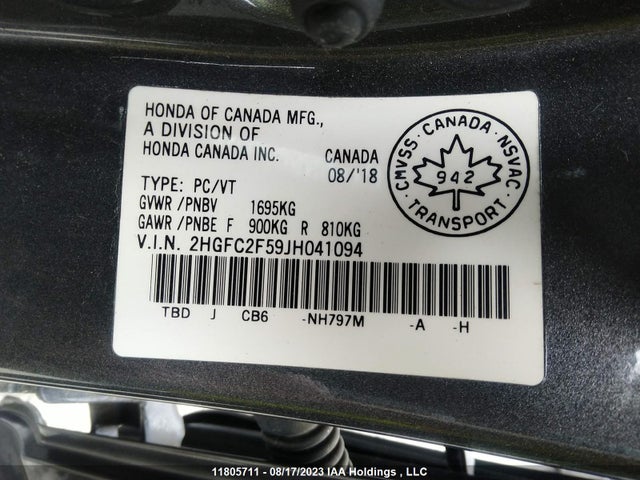 HONDA OF CANADA MFG.,
A DIVISION OF
HONDA CANADA INC. CANADA
08/'18
TYPE: PC/VT
GVWR /PNBV 1695KG
GAWR /PNBE F 900KG R 810KG
V.I.N. 2HGFC2F59JH041094
TBD J CB6 -NH797M -A -H
CMVSS · CANADA · NSVAC
942
TRANSPORT
11805711 - 08/17/2023 IAA Holdings , LLC